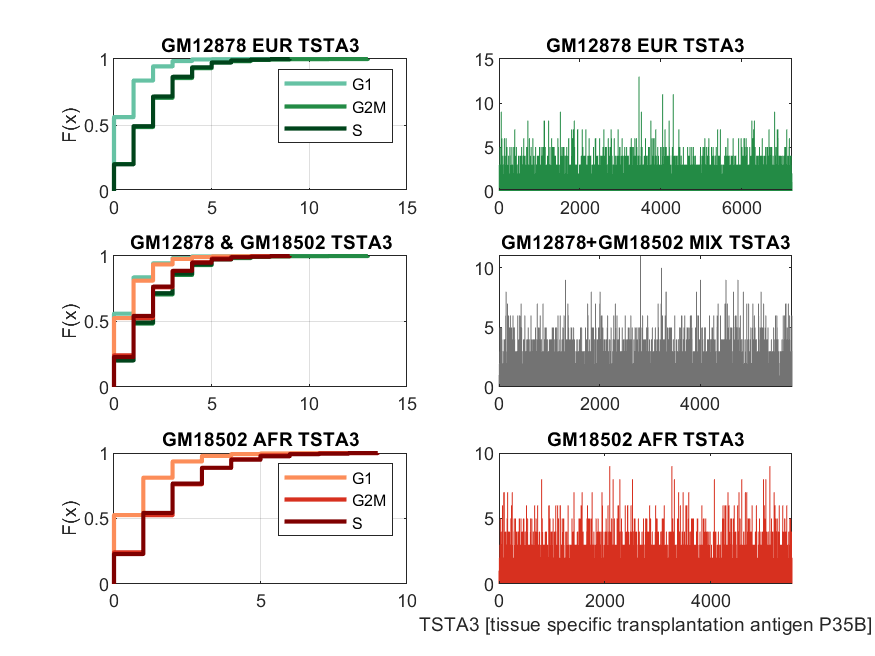 GM12878 EUR TSTA3
1
0.5
0
F(x)
0 5 10 15
G1
G2M
S
GM12878 EUR TSTA3
15
10
5
0
0 2000 4000 6000
GM12878 & GM18502 TSTA3
1
0.5
0
F(x)
0 5 10 15
GM12878+GM18502 MIX TSTA3
10
5
0
0 2000 4000
GM18502 AFR TSTA3
1
0.5
0
F(x)
0 5 10
G1
G2M
S
GM18502 AFR TSTA3
10
5
0
0 2000 4000
TSTA3 [tissue specific transplantation antigen P35B]